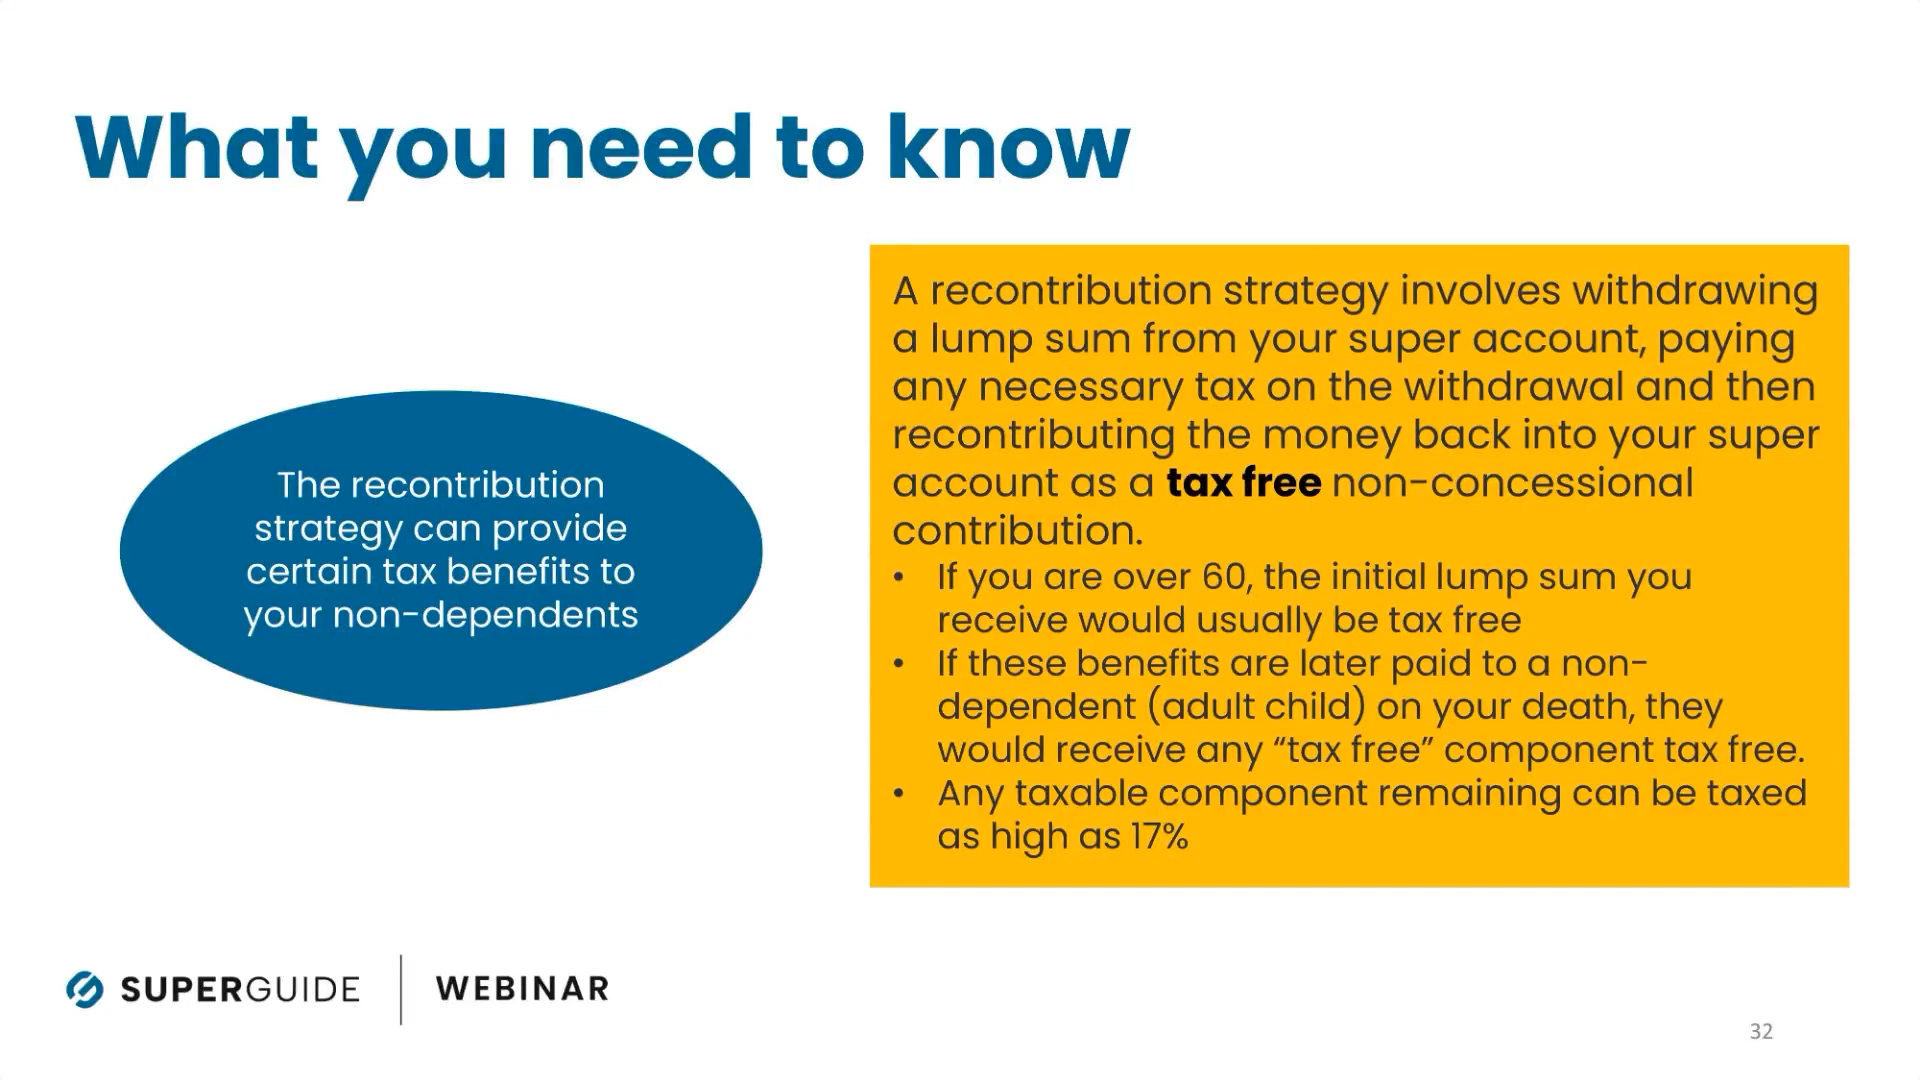 What you need to know
The recontribution
strategy can provide
certain tax benefits to
your non-dependents
A recontribution strategy involves withdrawing
a lump sum from your super account, paying
any necessary tax on the withdrawal and then
recontributing the money back into your super
account as a tax free non-concessional
contribution.
• If you are over 60, the initial lump sum you
receive would usually be tax free
• If these benefits are later paid to a non-
dependent (adult child) on your death, they
would receive any “tax free” component tax free.
• Any taxable component remaining can be taxed
as high as 17%
SUPERGUIDE | WEBINAR
32